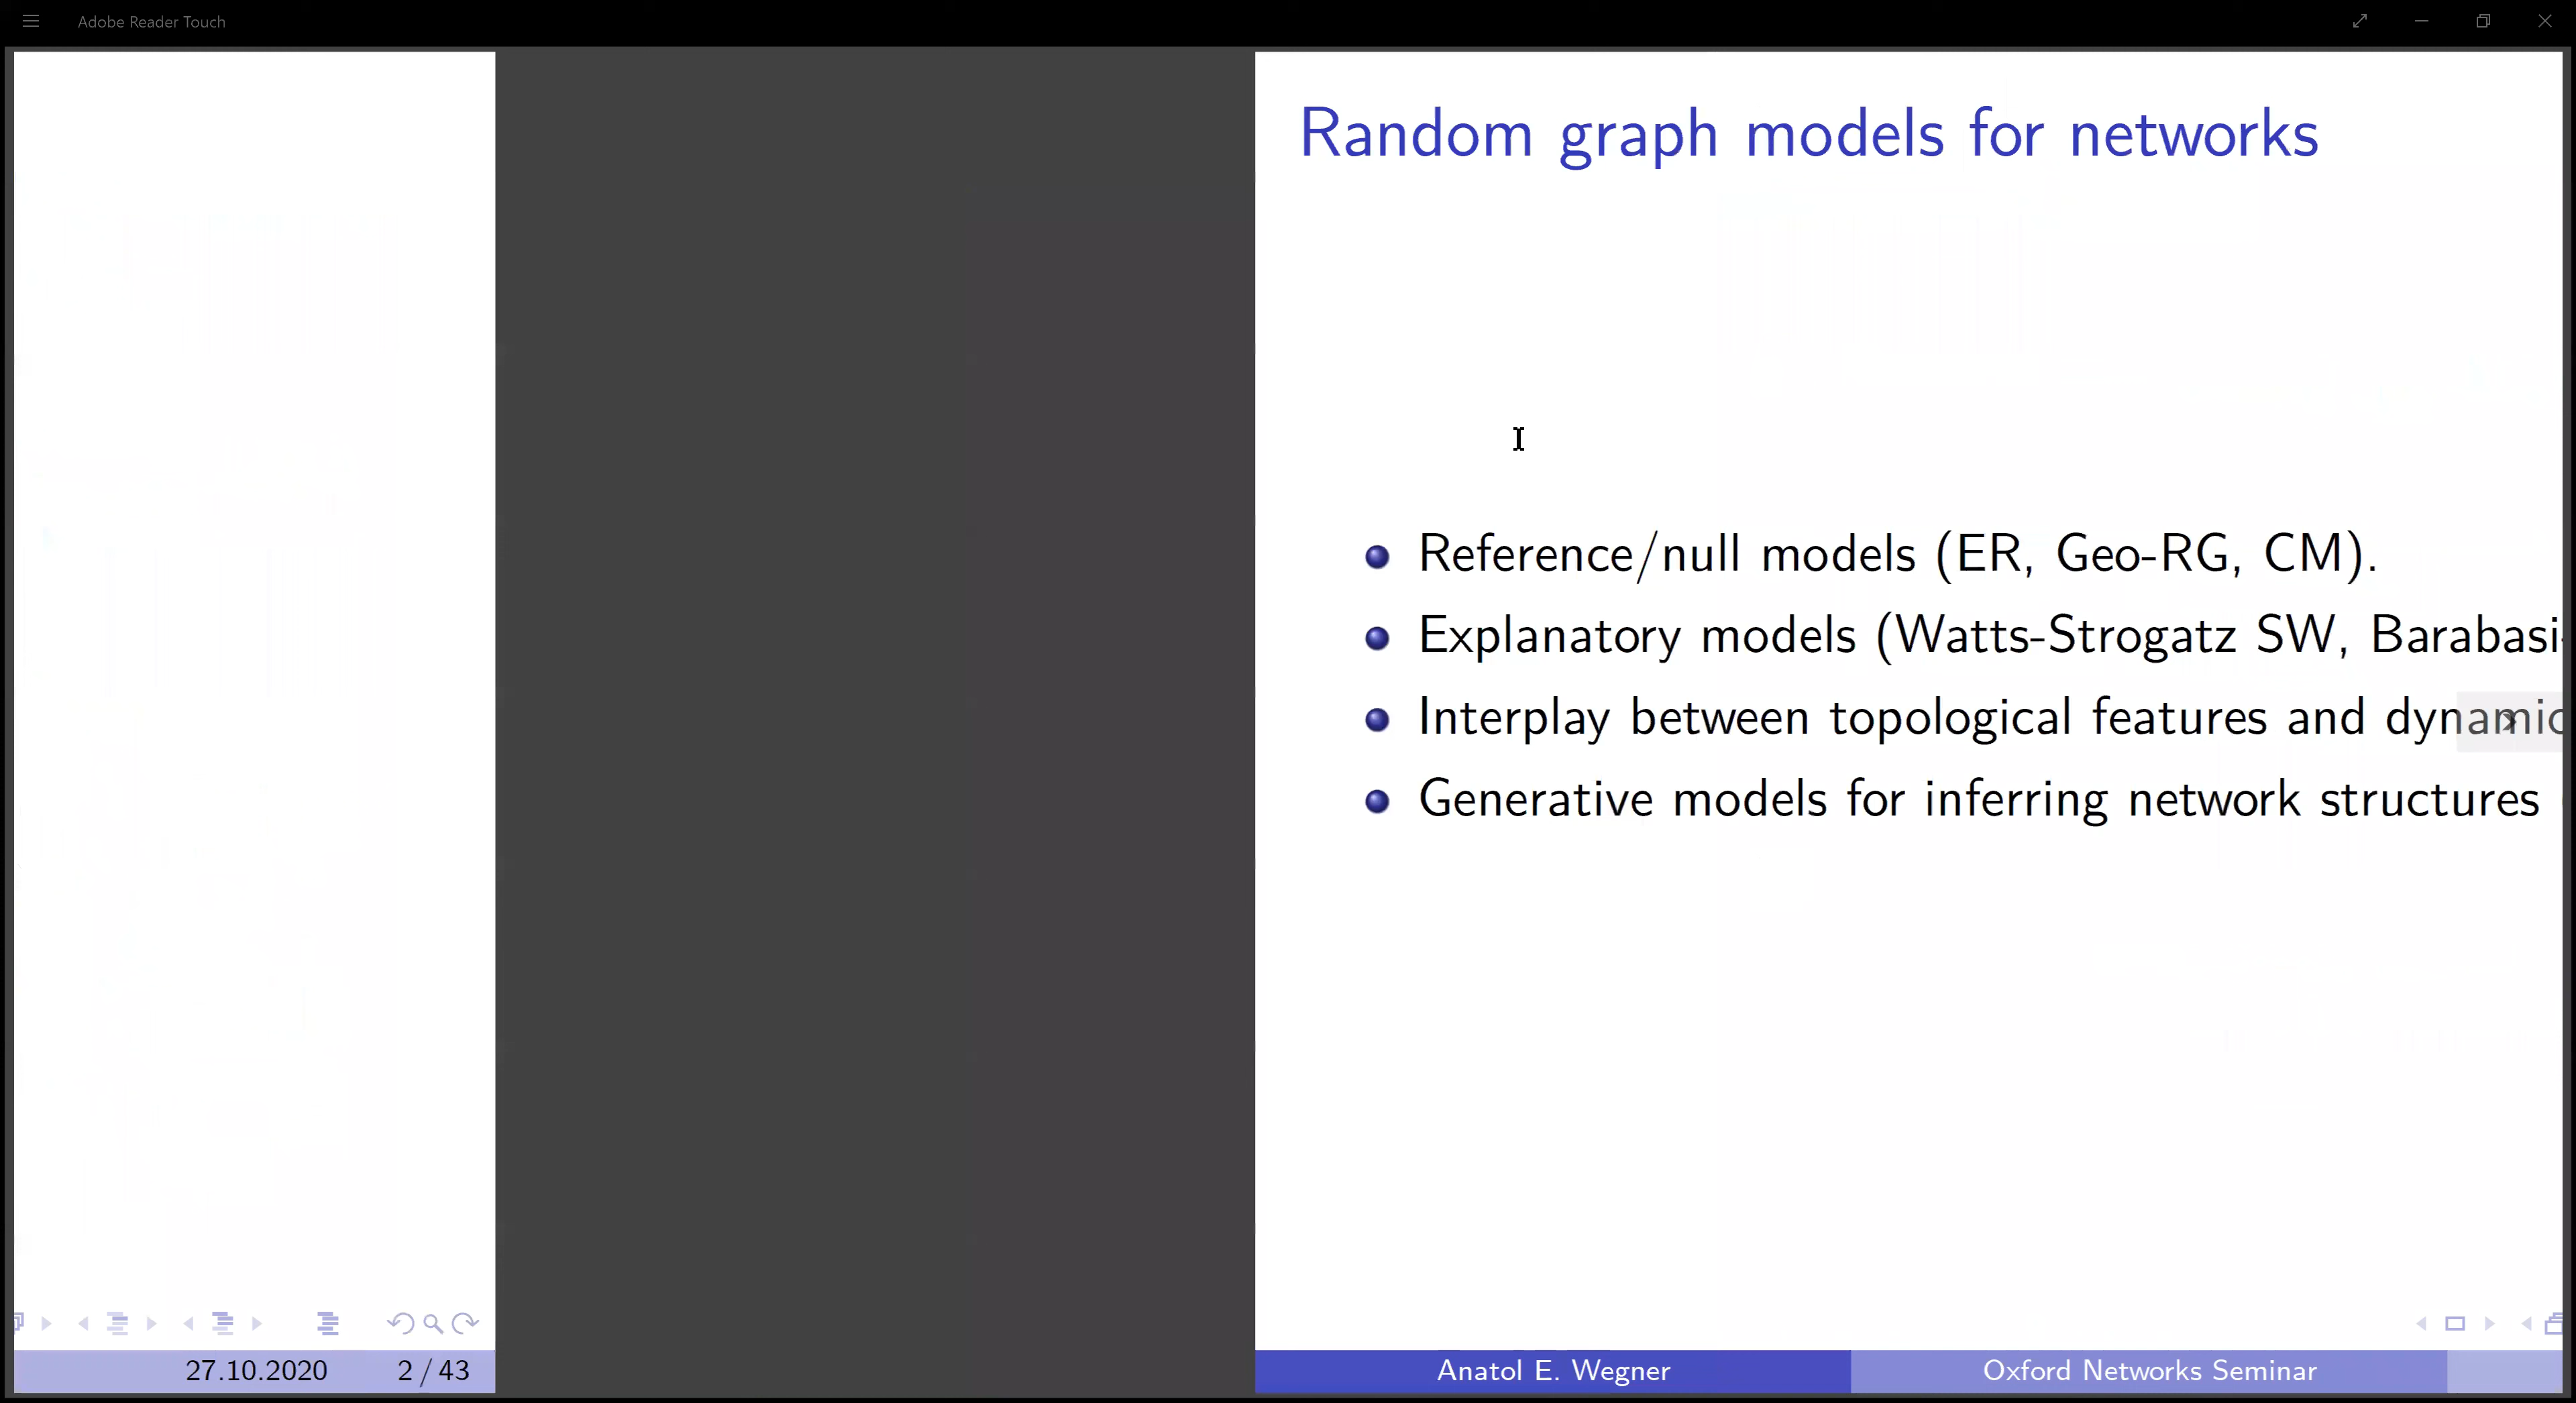 Adobe Reader Touch
Random graph models for networks
Reference/null models (ER, Geo-RG, CM).
Explanatory models (Watts-Strogatz SW, Barabasi-
Interplay between topological features and dynamic
Generative models for inferring network structures
27.10.2020 2 / 43
Anatol E. Wegner Oxford Networks Seminar